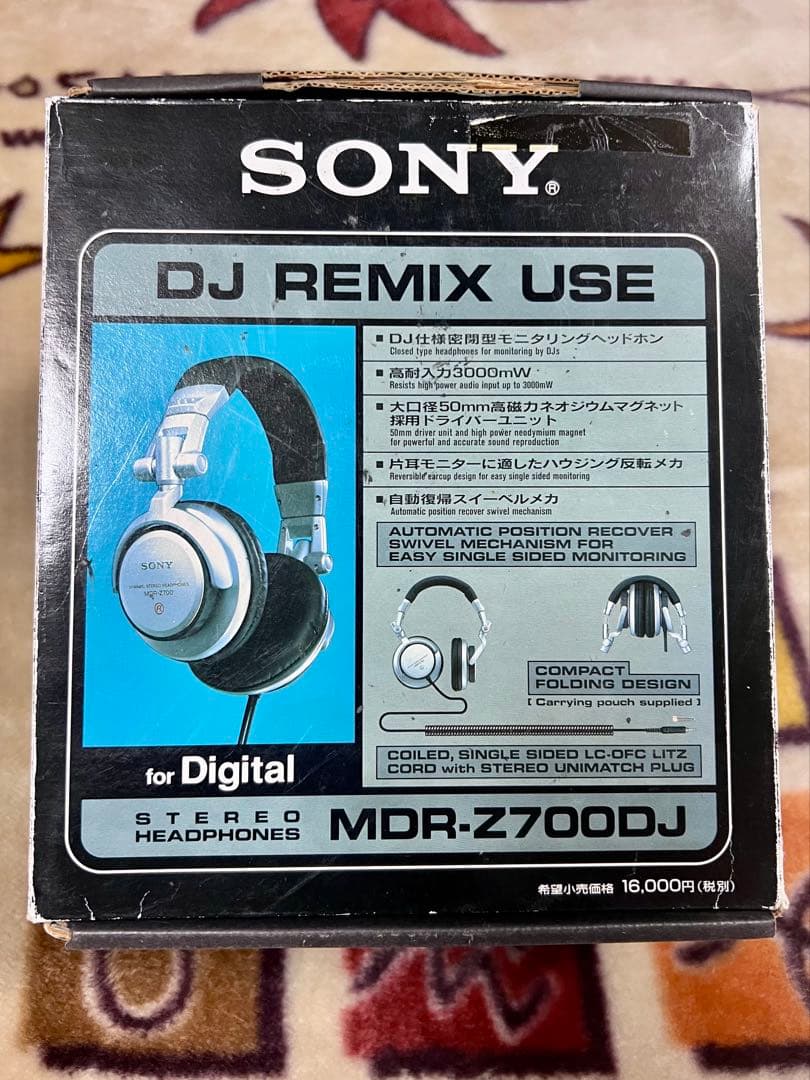 SONY®
DJ REMIX USE
■ DJ仕様密閉型モニタリングヘッドホン
Closed type headphones for monitoring by DJs
■ 高耐入力3000mW
Resists high power audio input up to 3000mW
■ 大口径50mm高磁力ネオジウムマグネット
採用ドライバーユニット
50mm driver unit and high power neodymium magnet
for powerful and accurate sound reproduction
■ 片耳モニターに適したハウジング反転メカ
Reversible earcup design for easy single sided monitoring
■ 自動復帰スイーベルメカ
Automatic position recover swivel mechanism
AUTOMATIC POSITION RECOVER
SWIVEL MECHANISM FOR
EASY SINGLE SIDED MONITORING
SONY
SONY
DYNAMIC STEREO HEADPHONES
MDR-Z700
R
COMPACT
FOLDING DESIGN
[ Carrying pouch supplied ]
COILED, SINGLE SIDED LC-OFC LITZ
CORD with STEREO UNIMATCH PLUG
for Digital
STEREO
HEADPHONES
MDR-Z700DJ
希望小売価格 16,000円(税別)